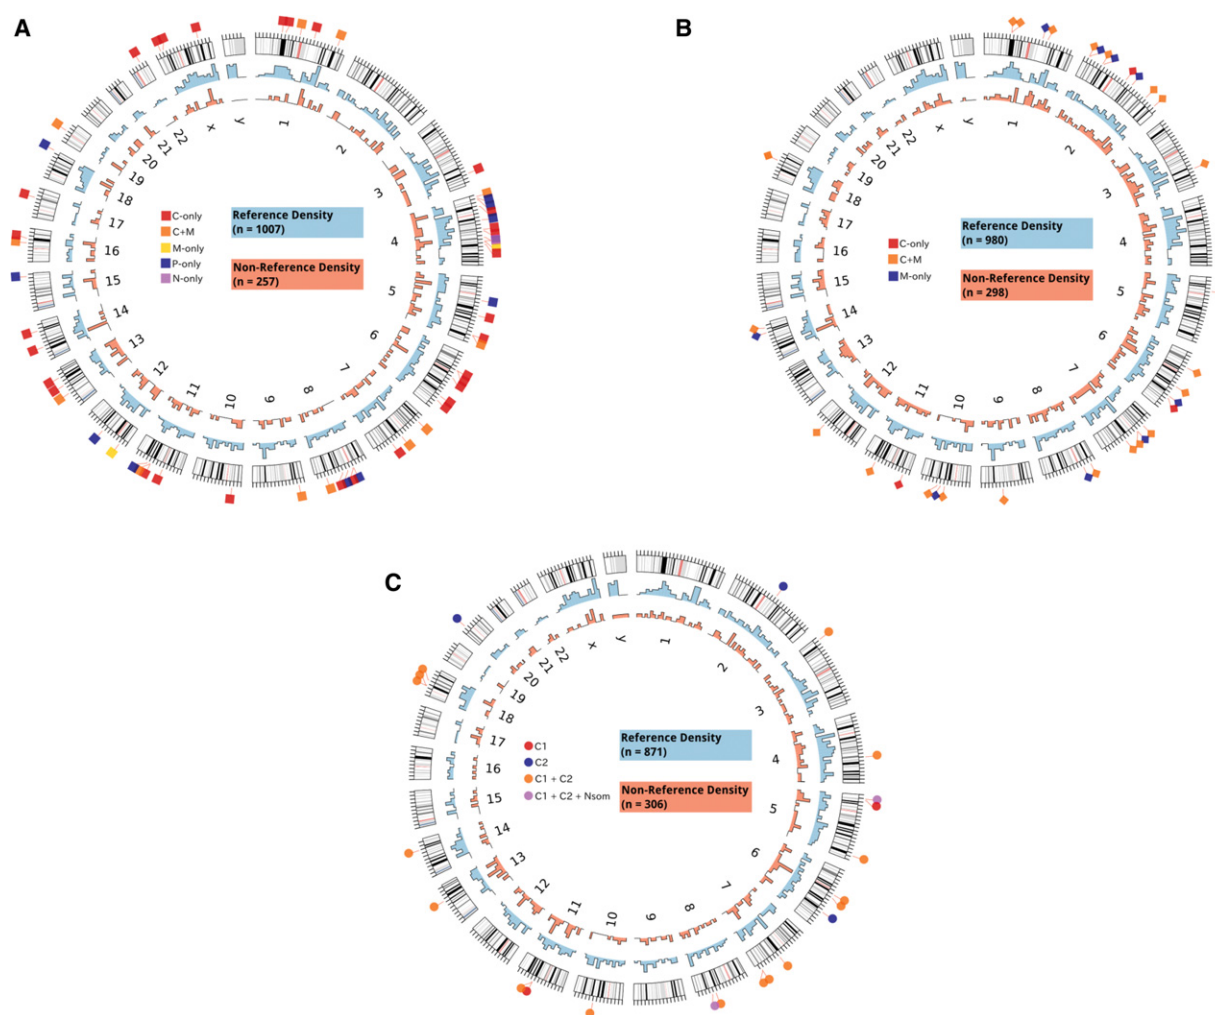 A
1
2
3
4
5
6
7
8
9
10
11
12
13
14
15
16
17
18
19
20
21
22
x
y
C-only
C+M
M-only
P-only
N-only
Reference Density
(n = 1007)
Non-Reference Density
(n = 257)
B
1
2
3
4
5
6
7
8
9
10
11
12
13
14
15
16
17
18
19
20
21
22
x
y
C-only
C+M
M-only
Reference Density
(n = 980)
Non-Reference Density
(n = 298)
C
1
2
3
4
5
6
7
8
9
10
11
12
13
14
15
16
17
18
19
20
21
22
x
y
C1
C2
C1 + C2
C1 + C2 + Nsom
Reference Density
(n = 871)
Non-Reference Density
(n = 306)